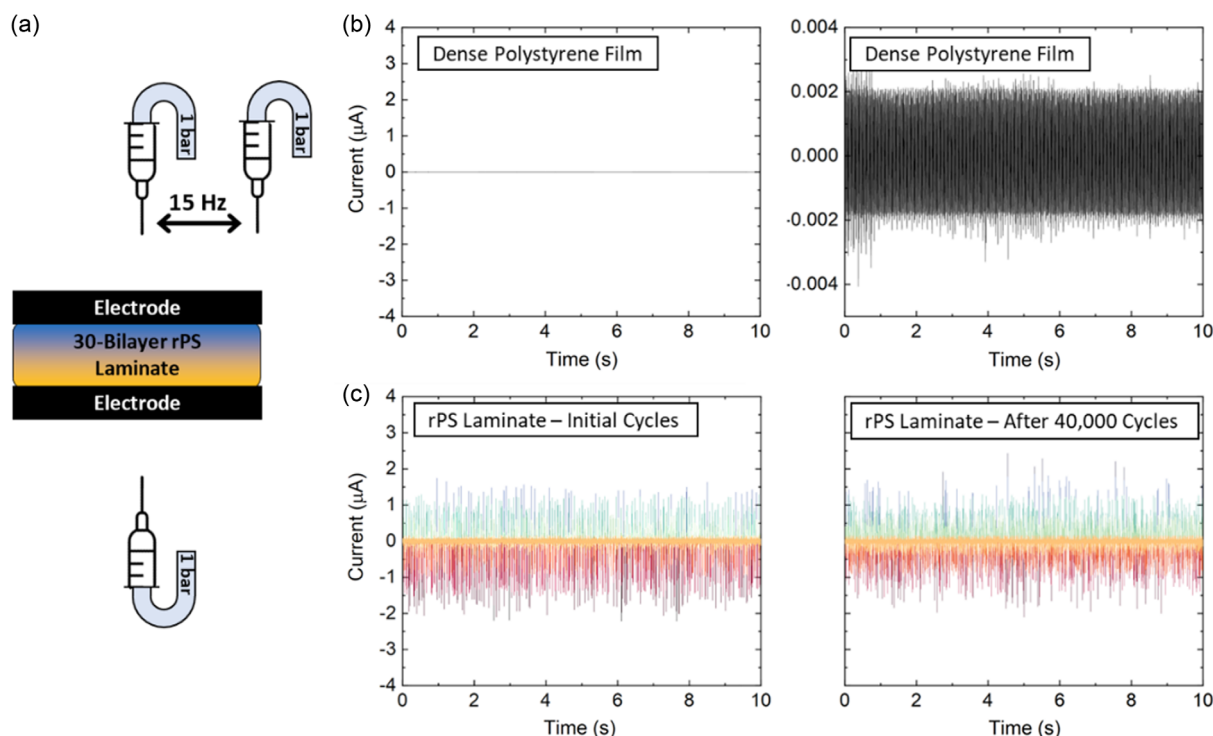 (a)
1 bar
1 bar
15 Hz
Electrode
30-Bilayer rPS
Laminate
Electrode
1 bar
(b)
Dense Polystyrene Film
Current (μA)
4
3
2
1
0
-1
-2
-3
-4
0
2
4
6
8
10
Time (s)
Dense Polystyrene Film
0.004
0.002
0.000
-0.002
-0.004
0
2
4
6
8
10
Time (s)
(c)
rPS Laminate – Initial Cycles
Current (μA)
4
3
2
1
0
-1
-2
-3
-4
0
2
4
6
8
10
Time (s)
rPS Laminate – After 40,000 Cycles
0
2
4
6
8
10
Time (s)